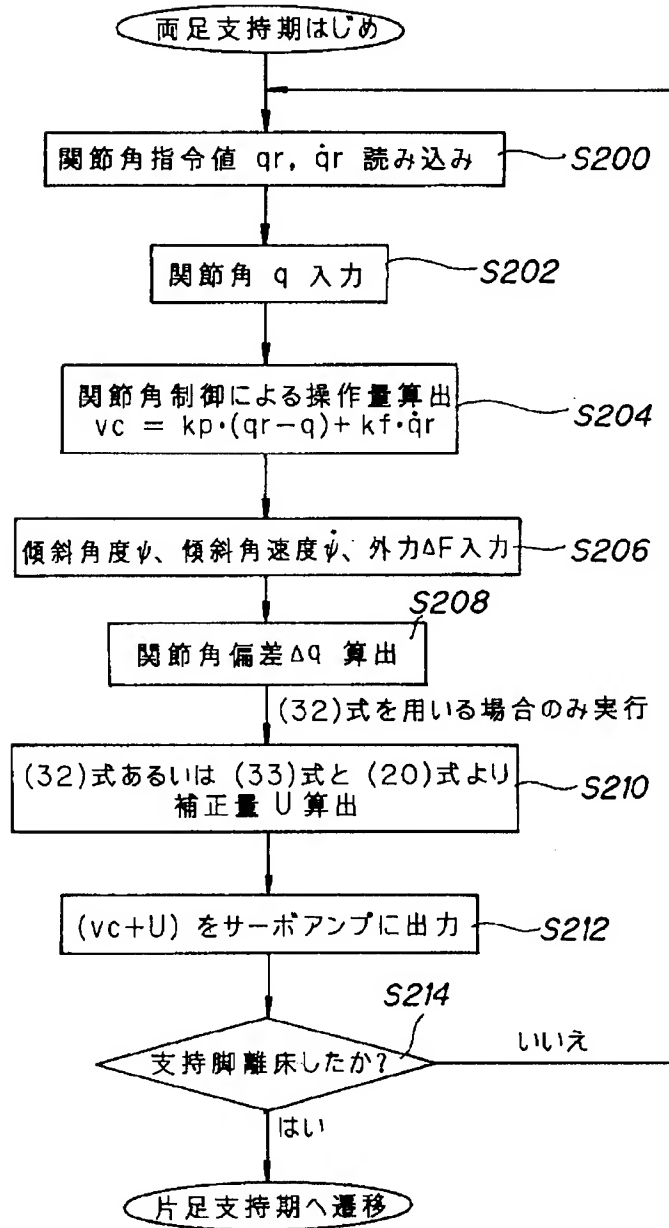 両足支持期はじめ
関節角指令値 qr, q̇r 読み込み
S200
関節角 q 入力
S202
関節角制御による操作量算出
vc = kp·(qr−q)+kf·q̇r
S204
傾斜角度ψ、傾斜角速度ψ̇、外力ΔF入力
S206
S208
関節角偏差Δq 算出
(32)式を用いる場合のみ実行
(32)式あるいは (33)式と (20)式より
補正量 U 算出
S210
(vc+U) をサーボアンプに出力
S212
S214
支持脚離床したか?
いいえ
はい
片足支持期へ遷移